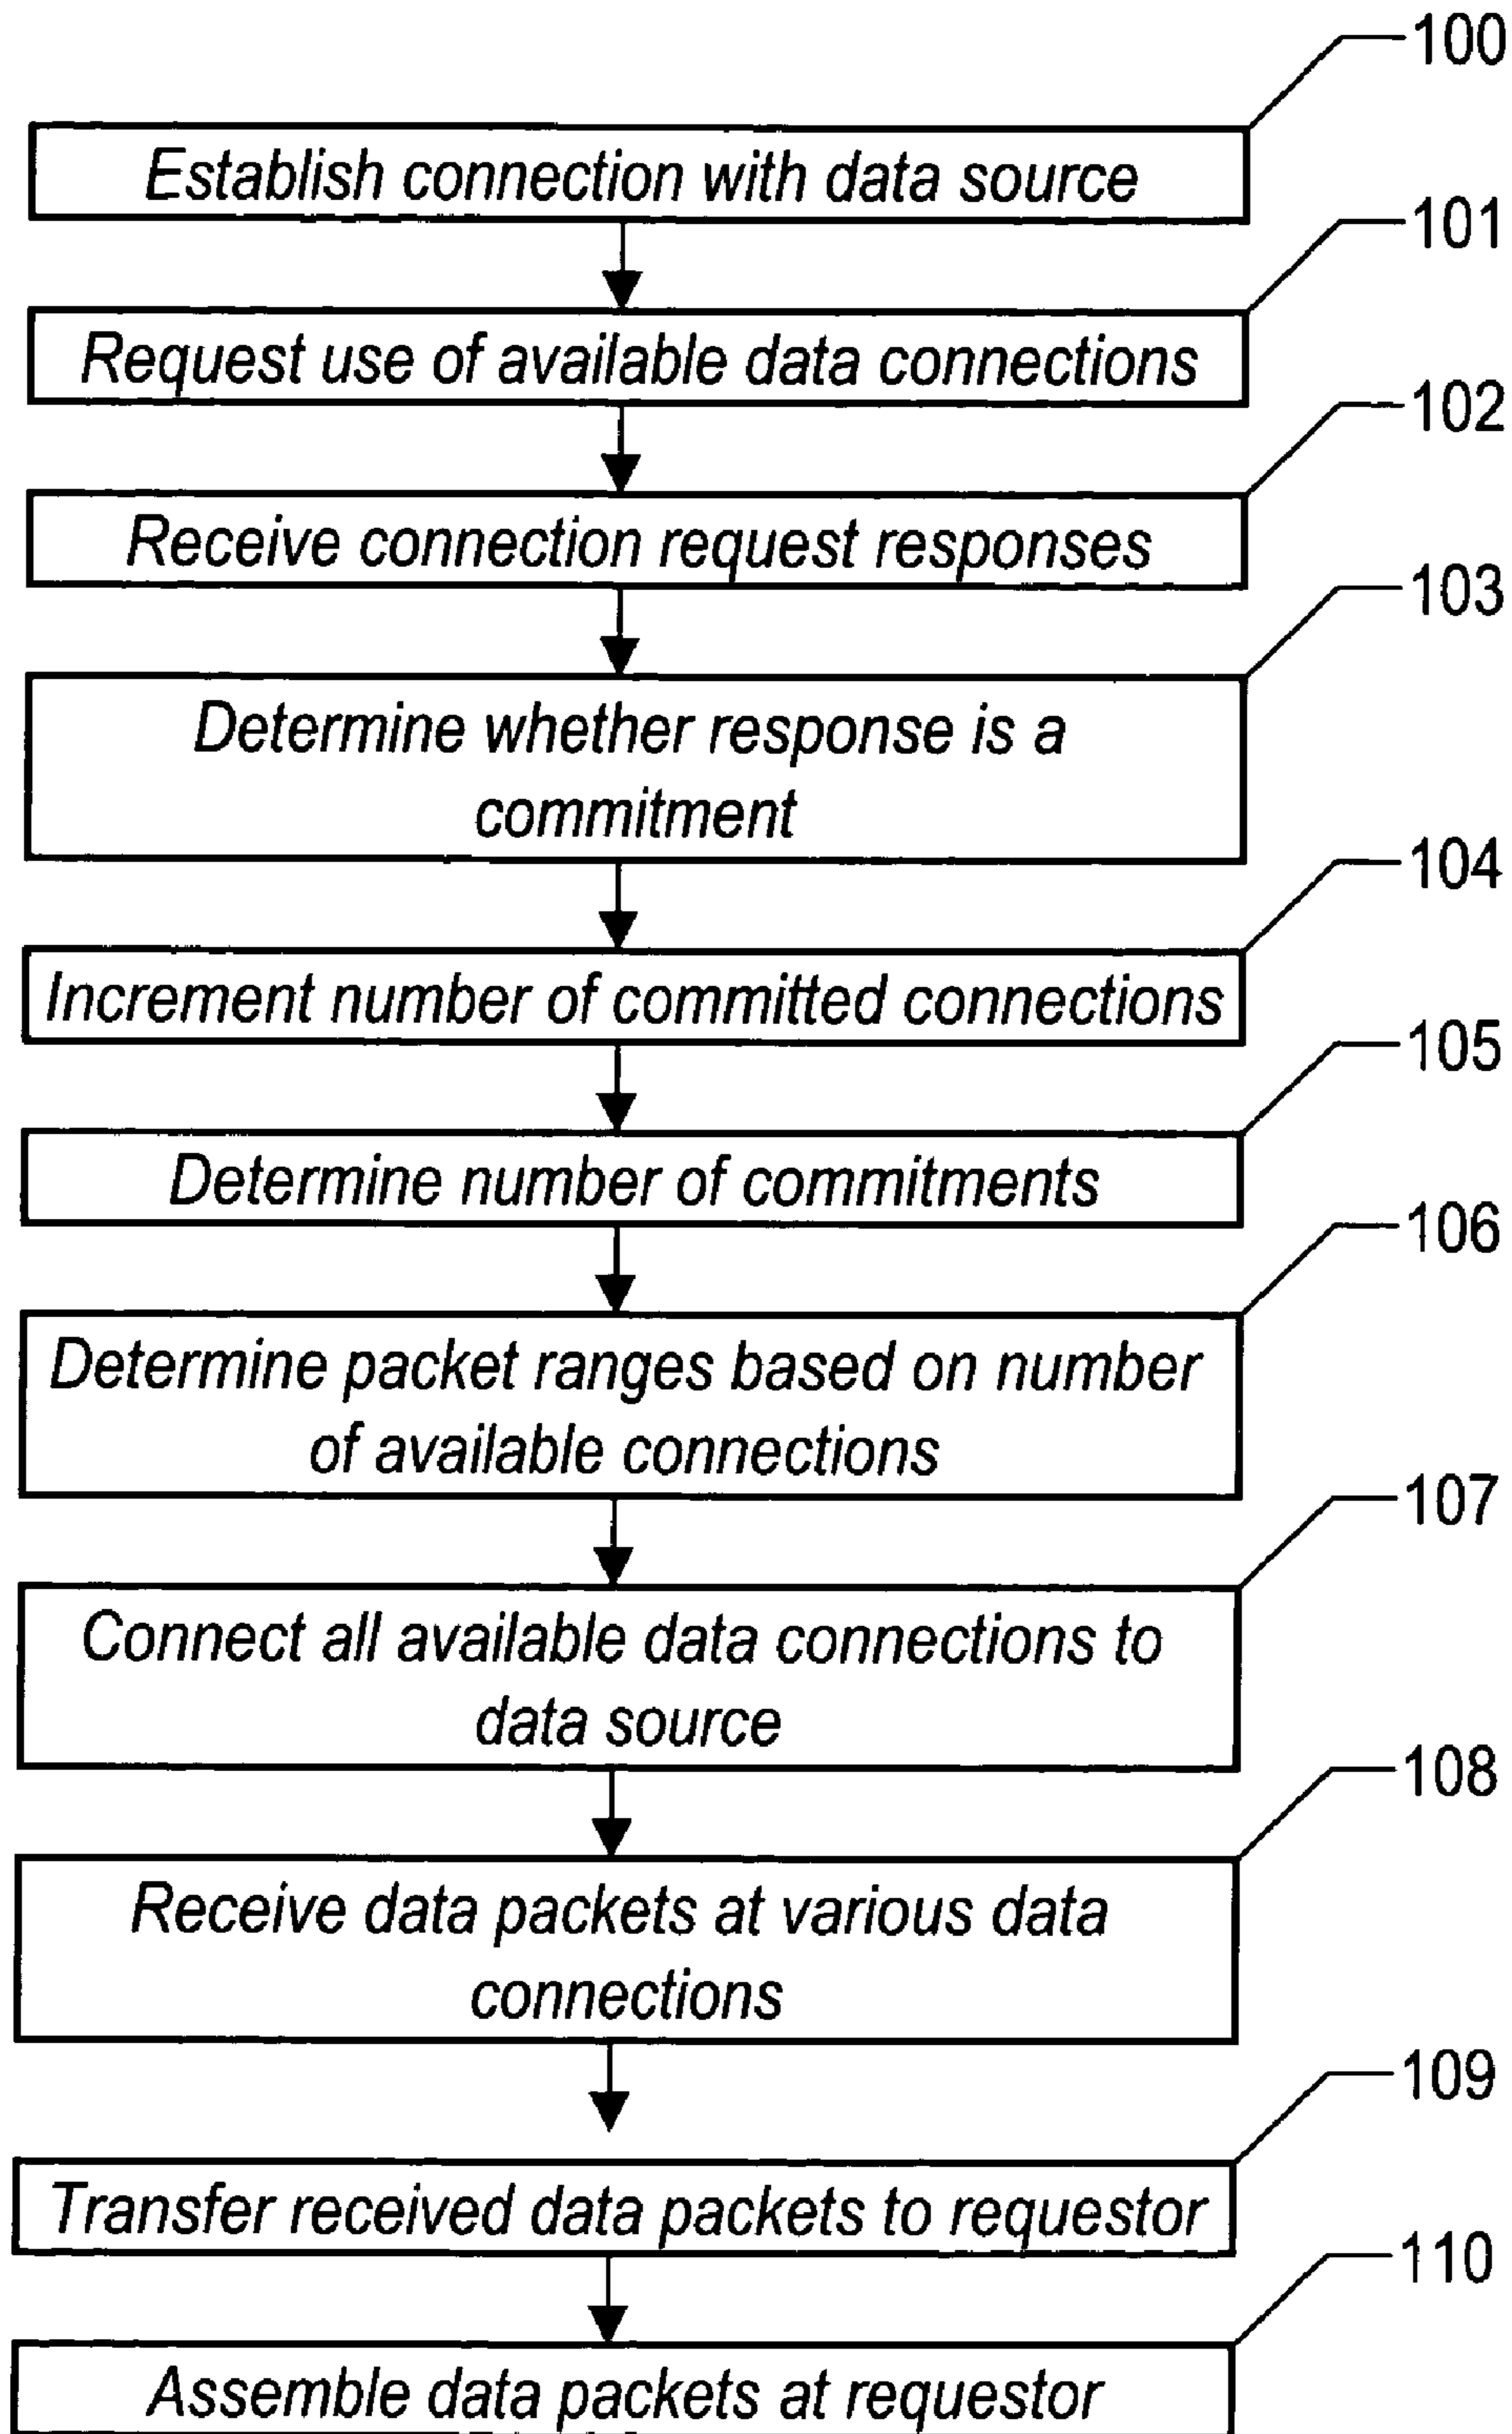 100
Establish connection with data source
101
Request use of available data connections
102
Receive connection request responses
103
Determine whether response is a
commitment
104
Increment number of committed connections
105
Determine number of commitments
106
Determine packet ranges based on number
of available connections
107
Connect all available data connections to
data source
108
Receive data packets at various data
connections
109
Transfer received data packets to requestor
110
Assemble data packets at requestor